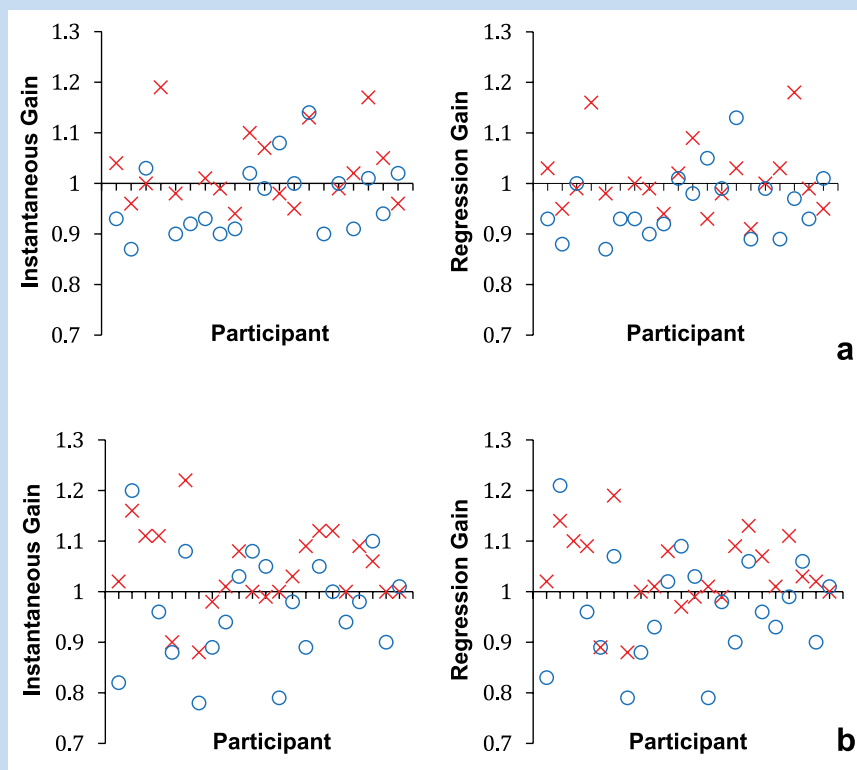 1.3
1.2
1.1
1
0.9
0.8
0.7
Instantaneous Gain
Participant
1.3
1.2
1.1
1
0.9
0.8
0.7
Regression Gain
Participant
a
1.3
1.2
1.1
1
0.9
0.8
0.7
Instantaneous Gain
Participant
1.3
1.2
1.1
1
0.9
0.8
0.7
Regression Gain
Participant
b